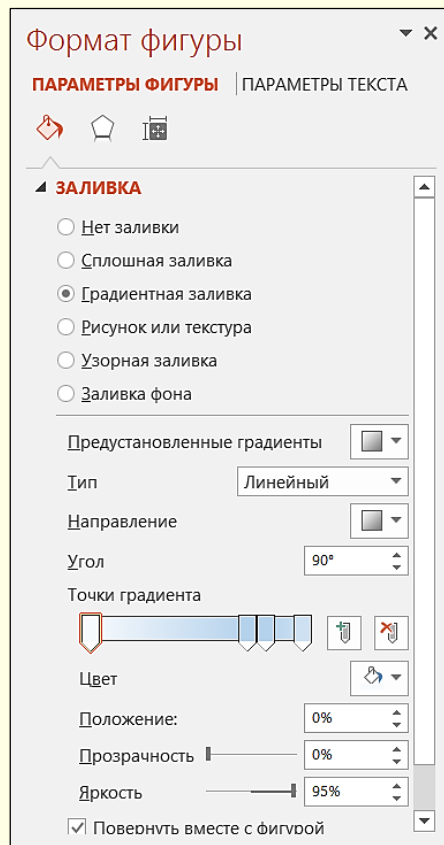 Формат фигуры
ПАРАМЕТРЫ ФИГУРЫ ПАРАМЕТРЫ ТЕКСТА
ЗАЛИВКА
Нет заливки
Сплошная заливка
Градиентная заливка
Рисунок или текстура
Узорная заливка
Заливка фона
Предустановленные градиенты
Тип Линейный
Направление
Угол 90°
Точки градиента
Цвет
Положение: 0%
Прозрачность 0%
Яркость 95%
Повернуть вместе с фигурой